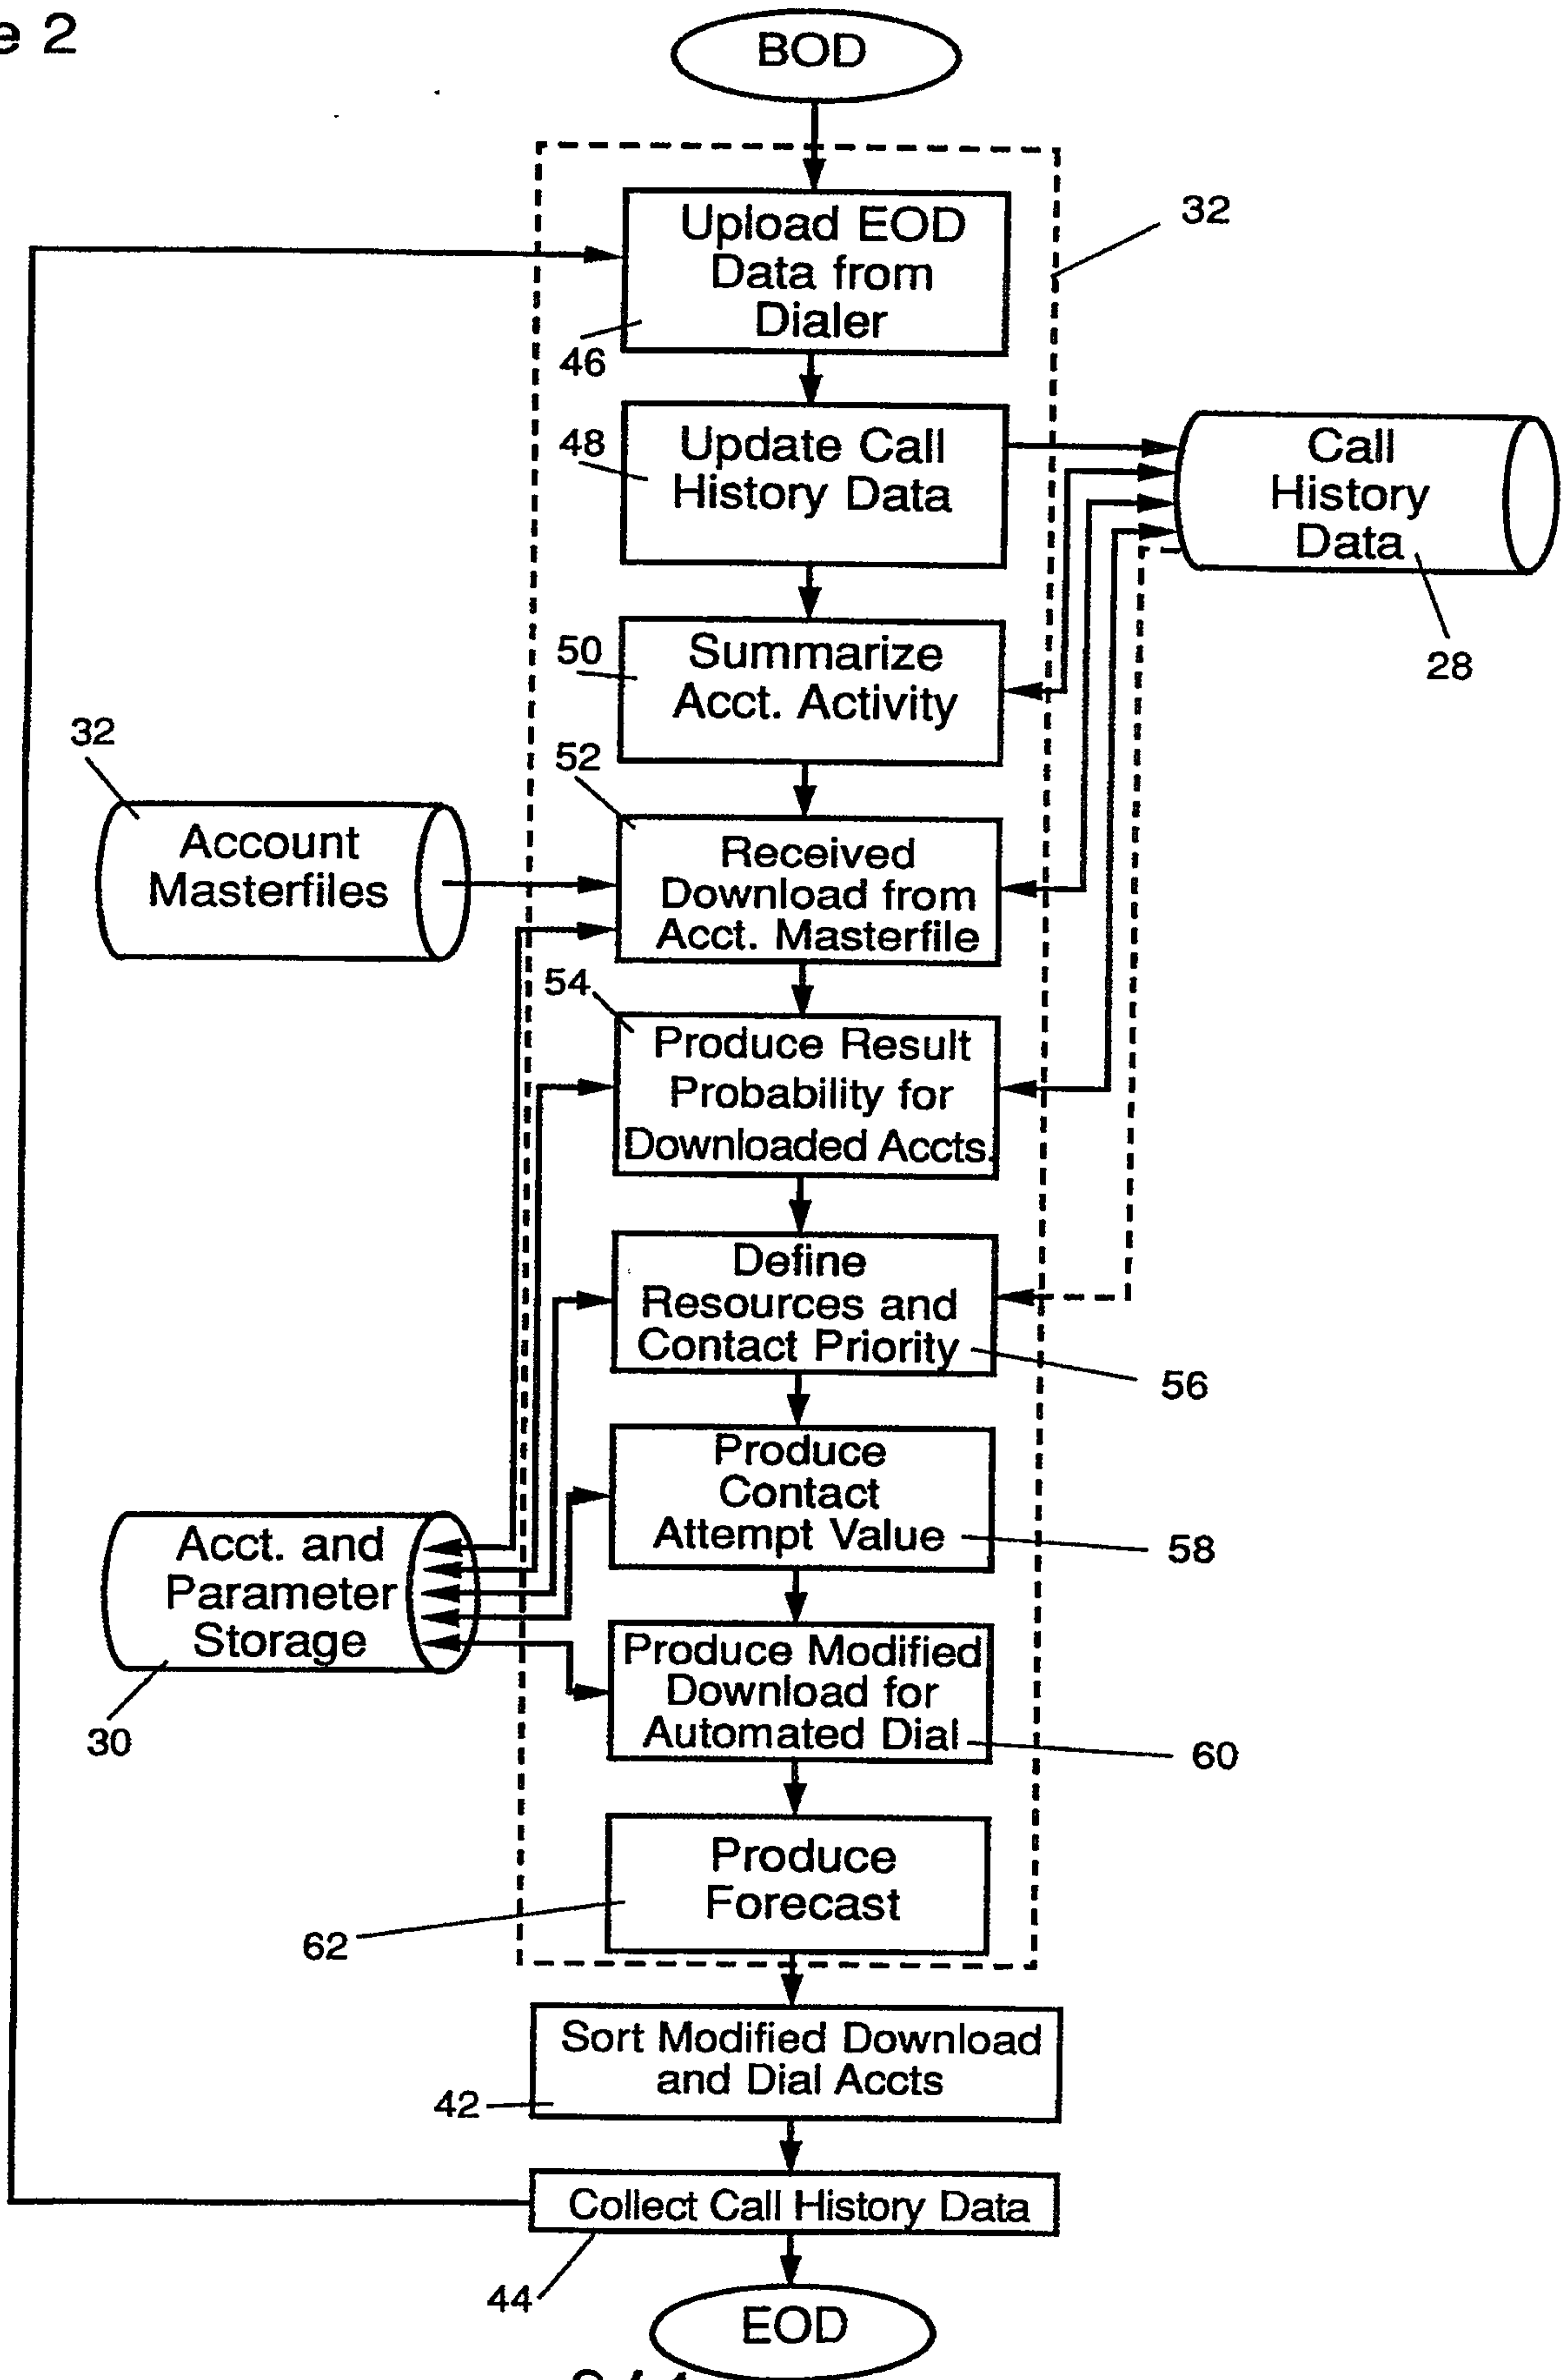 e 2
BOD
32
Upload EOD
Data from
Dialer
46
48
Update Call
History Data
Call
History
Data
28
50
Summarize
Acct. Activity
32
52
Account
Masterfiles
Received
Download from
Acct. Masterfile
54
Produce Result
Probability for
Downloaded Accts.
Define
Resources and
Contact Priority
56
Produce
Contact
Attempt Value
58
Acct. and
Parameter
Storage
30
Produce Modified
Download for
Automated Dial
60
Produce
Forecast
62
Sort Modified Download
and Dial Accts
42
Collect Call History Data
44
EOD